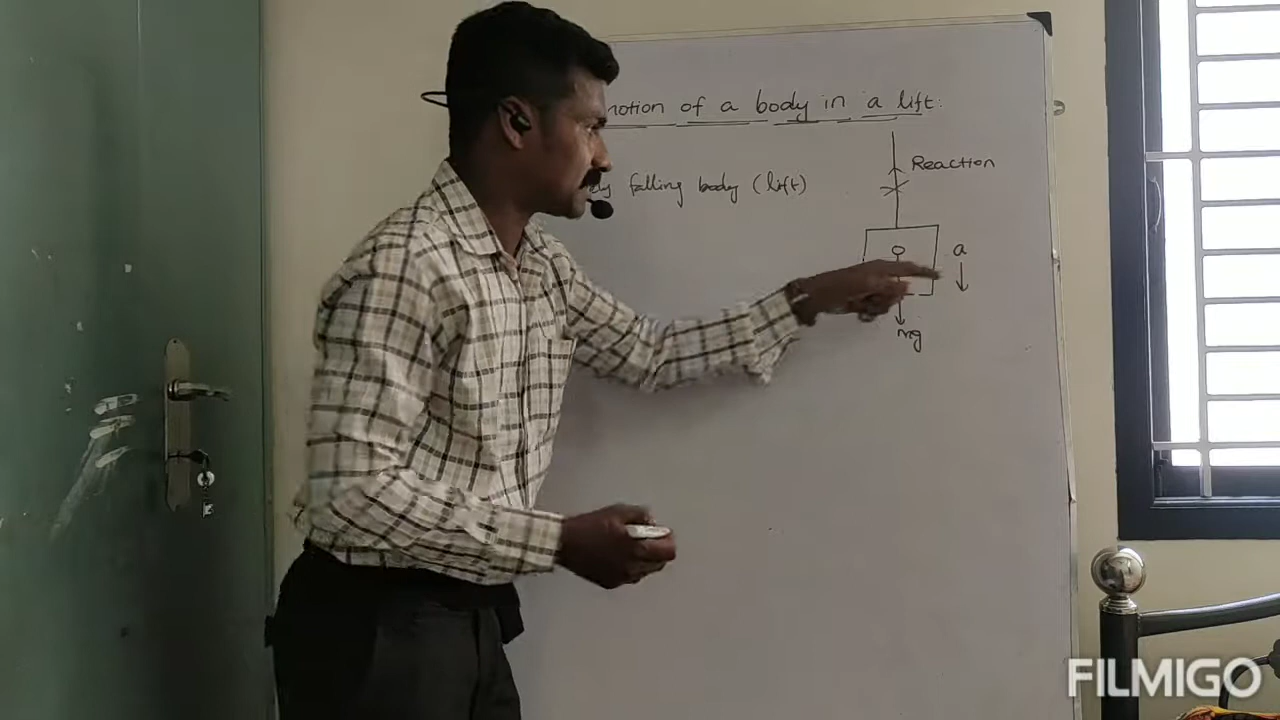 motion of a body in a lift:
Reaction
falling body (lift)
a
mg
FILMIGO